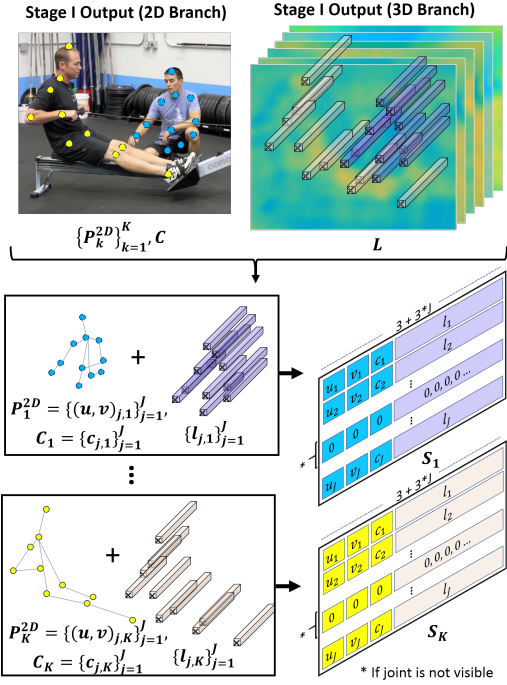 Stage I Output (2D Branch)
Stage I Output (3D Branch)
{P_k^{2D}}_{k=1}^K, C
L
3 + 3*J
+
P_1^{2D} = {(u, v)_{j,1}}_{j=1}^J,
C_1 = {c_{j,1}}_{j=1}^J
{l_{j,1}}_{j=1}^J
u_1 v_1 c_1 l_1
u_2 v_2 c_2 l_2
⋮
* 0 0 0 0, 0, 0, 0 ...
⋮
u_J v_J c_J l_J
S_1
⋮
3 + 3*J
+
P_K^{2D} = {(u, v)_{j,K}}_{j=1}^J,
C_K = {c_{j,K}}_{j=1}^J
{l_{j,K}}_{j=1}^J
u_1 v_1 c_1 l_1
u_2 v_2 c_2 l_2
⋮
* 0 0 0 0, 0, 0, 0 ...
⋮
u_J v_J c_J l_J
S_K
* If joint is not visible